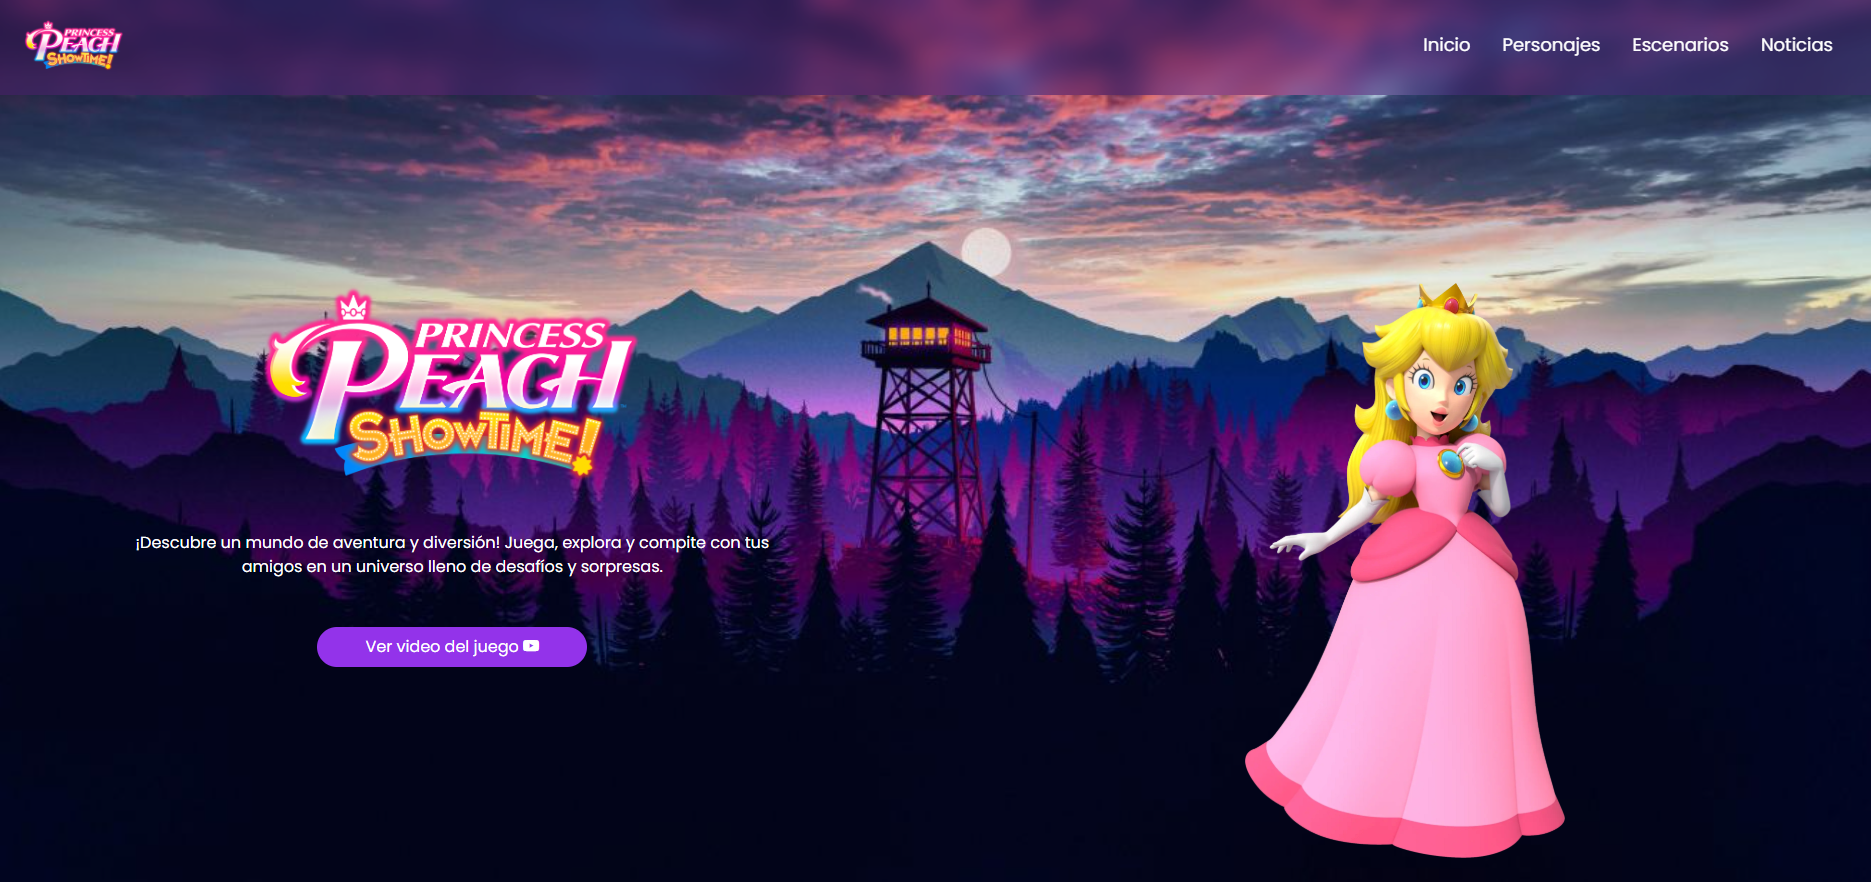 PRINCESS
PEACH
SHOWTIME!
Inicio Personajes Escenarios Noticias
PRINCESS
PEACH
SHOWTIME!
¡Descubre un mundo de aventura y diversión! Juega, explora y compite con tus
amigos en un universo lleno de desafíos y sorpresas.
Ver video del juego